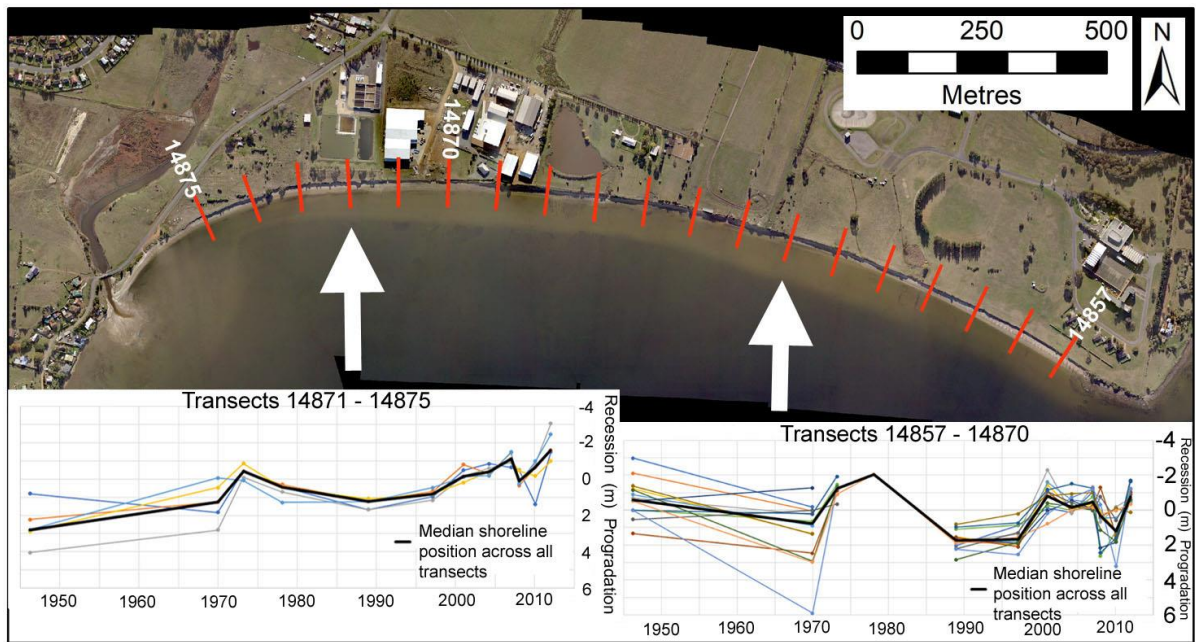 0 250 500
Metres
N
14875
14870
14857
Transects 14871 - 14875
-4
-2
0
2
4
6
Recession (m) Progradation
Median shoreline
position across all
transects
1950 1960 1970 1980 1990 2000 2010
Transects 14857 - 14870
-4
-2
0
2
4
6
Recession (m) Progradation
Median shoreline
position across all
transects
1950 1960 1970 1980 1990 2000 2010